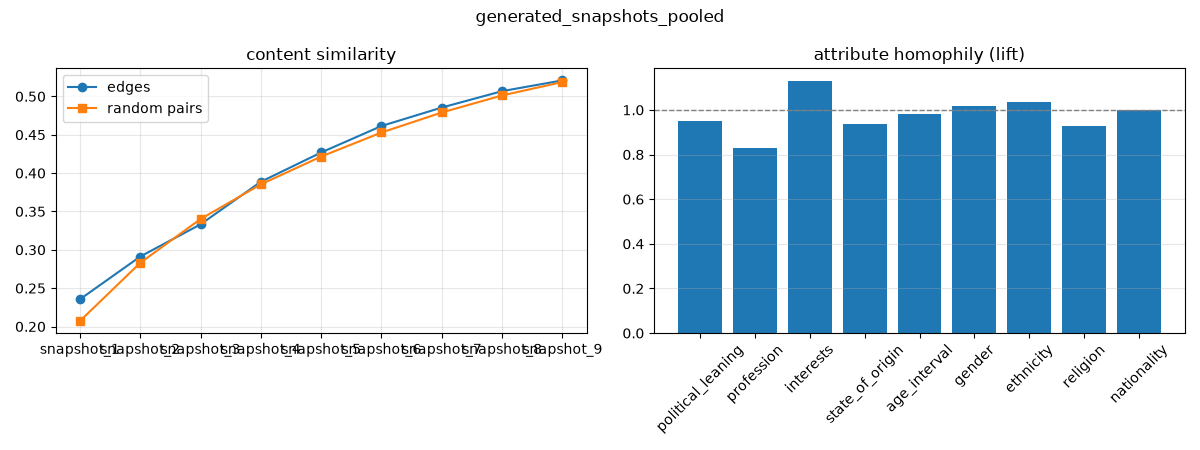 generated_snapshots_pooled
content similarity
edges
random pairs
0.50
0.45
0.40
0.35
0.30
0.25
0.20
snapshot_1
snapshot_2
snapshot_3
snapshot_4
snapshot_5
snapshot_6
snapshot_7
snapshot_8
snapshot_9
attribute homophily (lift)
1.0
0.8
0.6
0.4
0.2
0.0
political_leaning
profession
interests
state_of_origin
age_interval
gender
ethnicity
religion
nationality